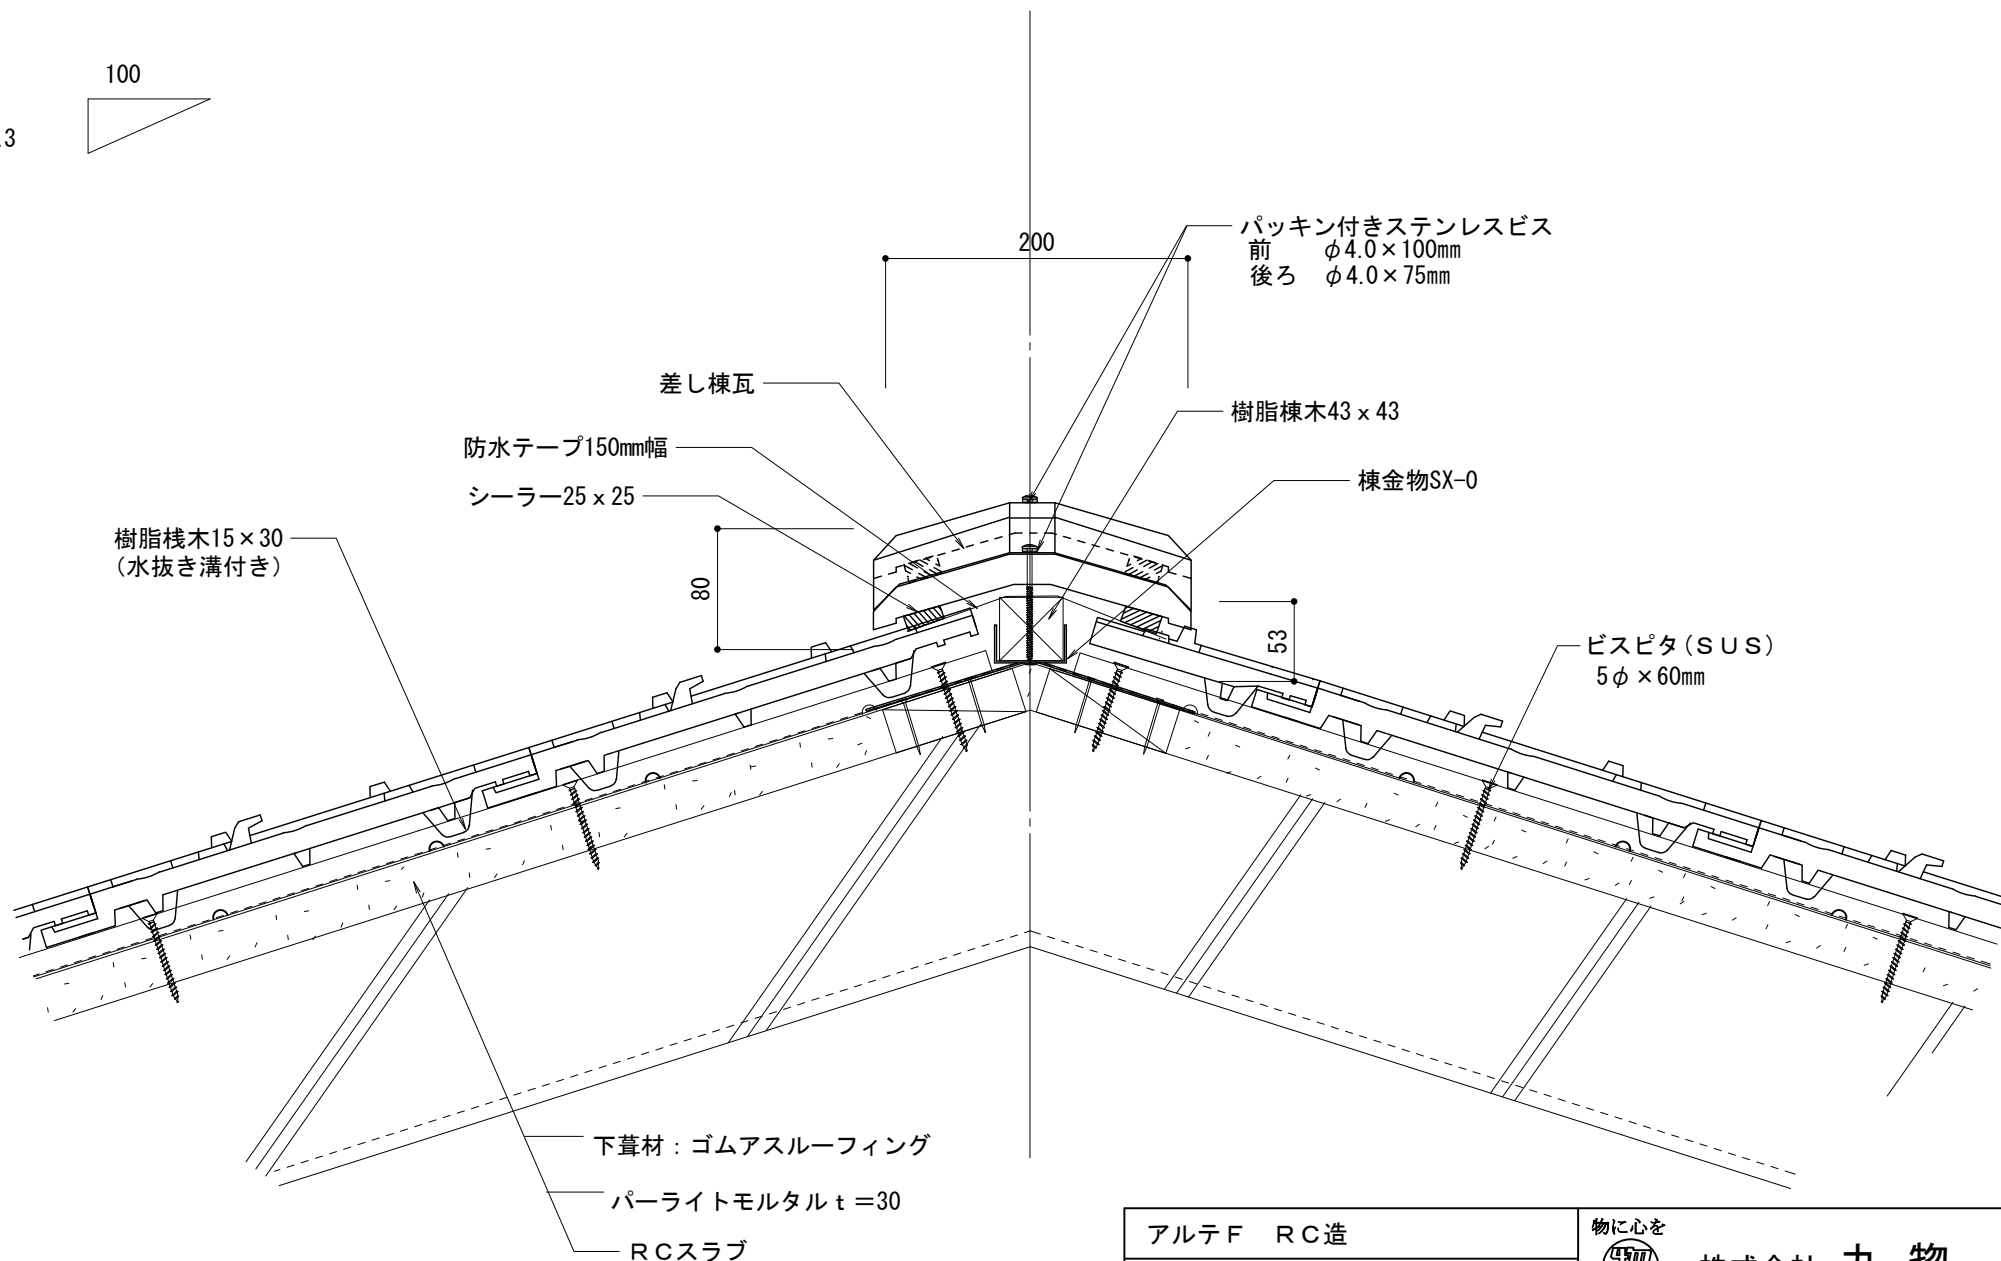 100
.3
パッキン付きステンレスビス
前 φ4.0×100mm
後ろ φ4.0×75mm
200
差し棟瓦
樹脂棟木43ｘ43
防水テープ150mm幅
棟金物SX-0
シーラー25ｘ25
樹脂桟木15×30
(水抜き溝付き)
80
53
ビスピタ(ＳＵＳ)
5φ×60mm
下葺材：ゴムアスルーフィング
パーライトモルタルｔ＝30
ＲＣスラブ
アルテＦ ＲＣ造
物に心を